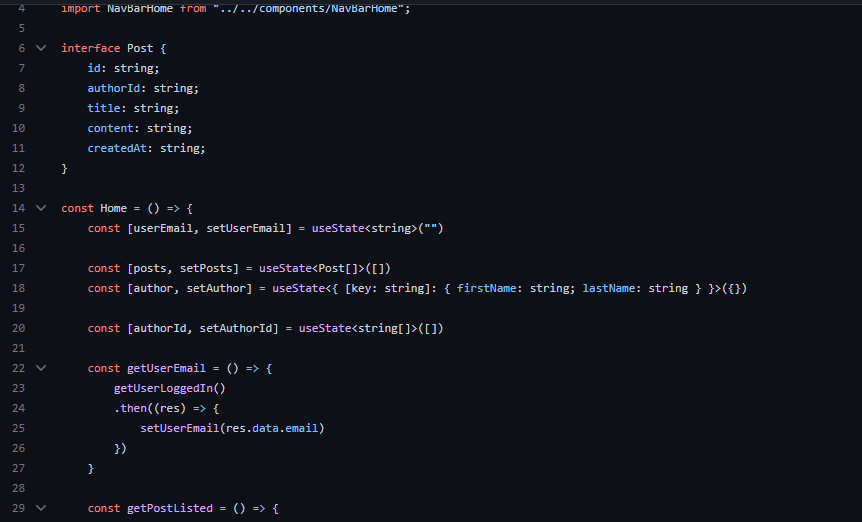 4 import NavBarHome from "../../components/NavBarHome";
5
6 interface Post {
7 id: string;
8 authorId: string;
9 title: string;
10 content: string;
11 createdAt: string;
12 }
13
14 const Home = () => {
15 const [userEmail, setUserEmail] = useState<string>("")
16
17 const [posts, setPosts] = useState<Post[]>([])
18 const [author, setAuthor] = useState<{ [key: string]: { firstName: string; lastName: string } }>({})
19
20 const [authorId, setAuthorId] = useState<string[]>([])
21
22 const getUserEmail = () => {
23 getUserLoggedIn()
24 .then((res) => {
25 setUserEmail(res.data.email)
26 })
27 }
28
29 const getPostListed = () => {